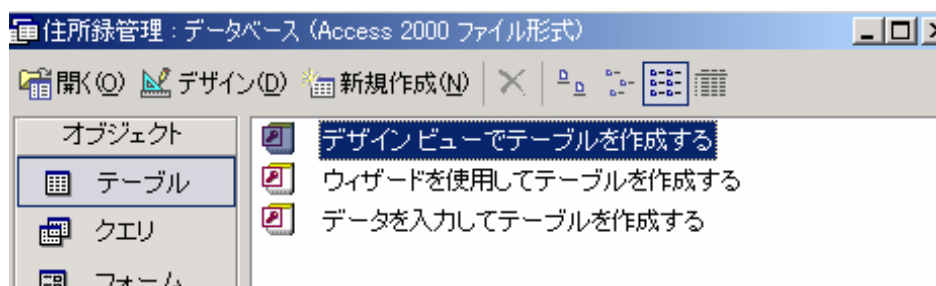 住所録管理 : データベース (Access 2000 ファイル形式)
開く(O) デザイン(D) 新規作成(N)
オブジェクト
テーブル
クエリ
フォーム
デザイン ビューでテーブルを作成する
ウィザードを使用してテーブルを作成する
データを入力してテーブルを作成する